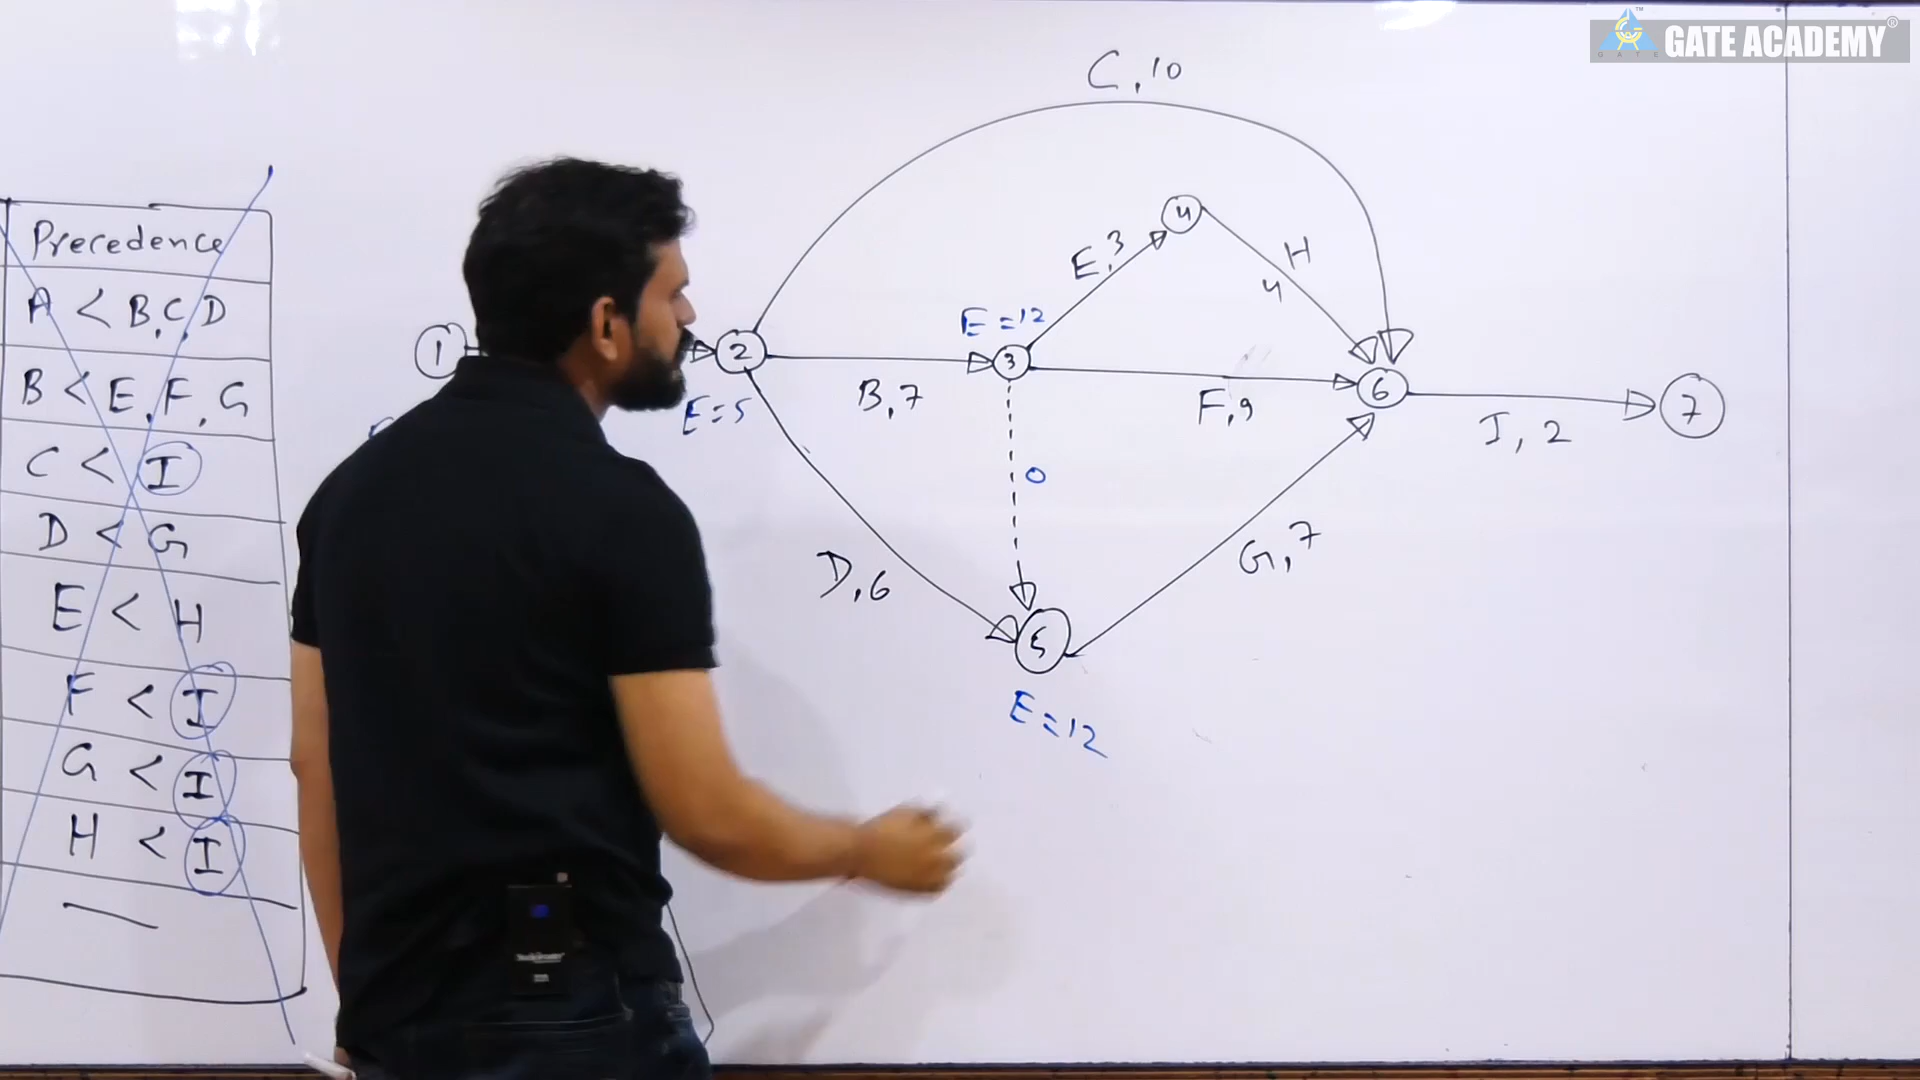 GATE ACADEMY
Precedence
A < B, C, D
B < E, F, G
C < I
D < G
E < H
F < I
G < I
H < I
—
C, 10
1
2
E = 5
B, 7
E = 12
3
E, 3
4
H
4
F, 9
6
I, 2
7
0
D, 6
5
E = 12
G, 7